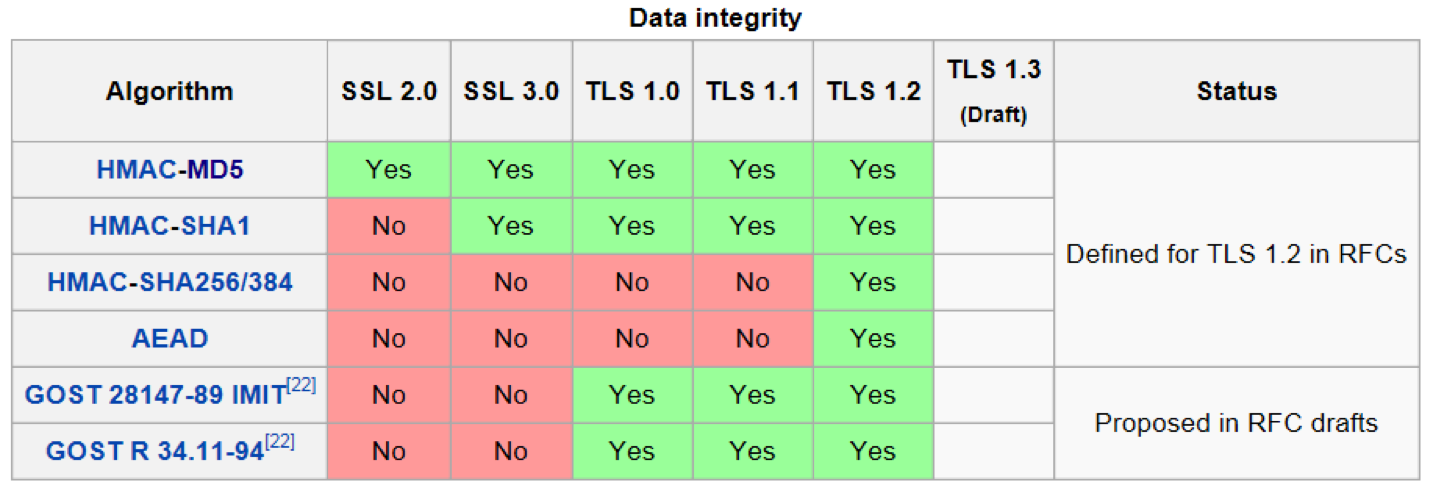 Data integrity
Algorithm SSL 2.0 SSL 3.0 TLS 1.0 TLS 1.1 TLS 1.2 TLS 1.3 (Draft) Status
HMAC-MD5 Yes Yes Yes Yes Yes
HMAC-SHA1 No Yes Yes Yes Yes
Defined for TLS 1.2 in RFCs
HMAC-SHA256/384 No No No No Yes
AEAD No No No No Yes
GOST 28147-89 IMIT[22] No No Yes Yes Yes
Proposed in RFC drafts
GOST R 34.11-94[22] No No Yes Yes Yes